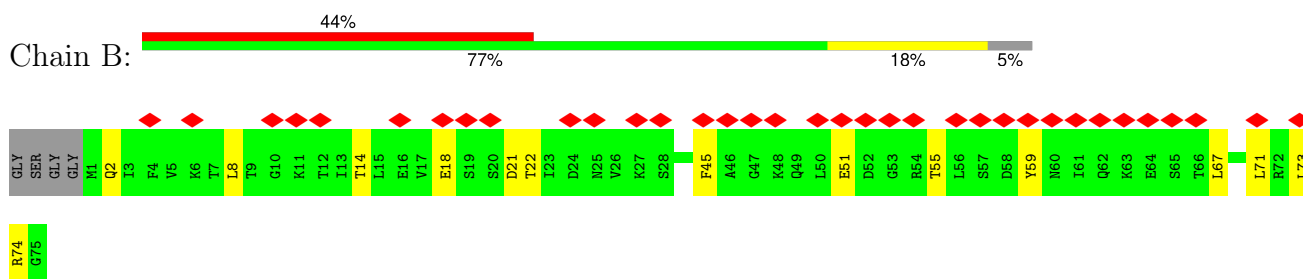 44%
Chain B:
77% 18% 5%
GLY SER GLY GLY M1 Q2 I3 F4 V5 K6 T7 L8 T9 G10 K11 T12 I13 T14 L15 E16 V17 E18 S19 S20 D21 T22 I23 D24 N25 V26 K27 S28 F45 A46 G47 K48 Q49 L50 E51 D52 G53 R54 T55 L56 S57 D58 Y59 N60 I61 Q62 K63 E64 S65 T66 L67 L71 R72 L73
R74 G75